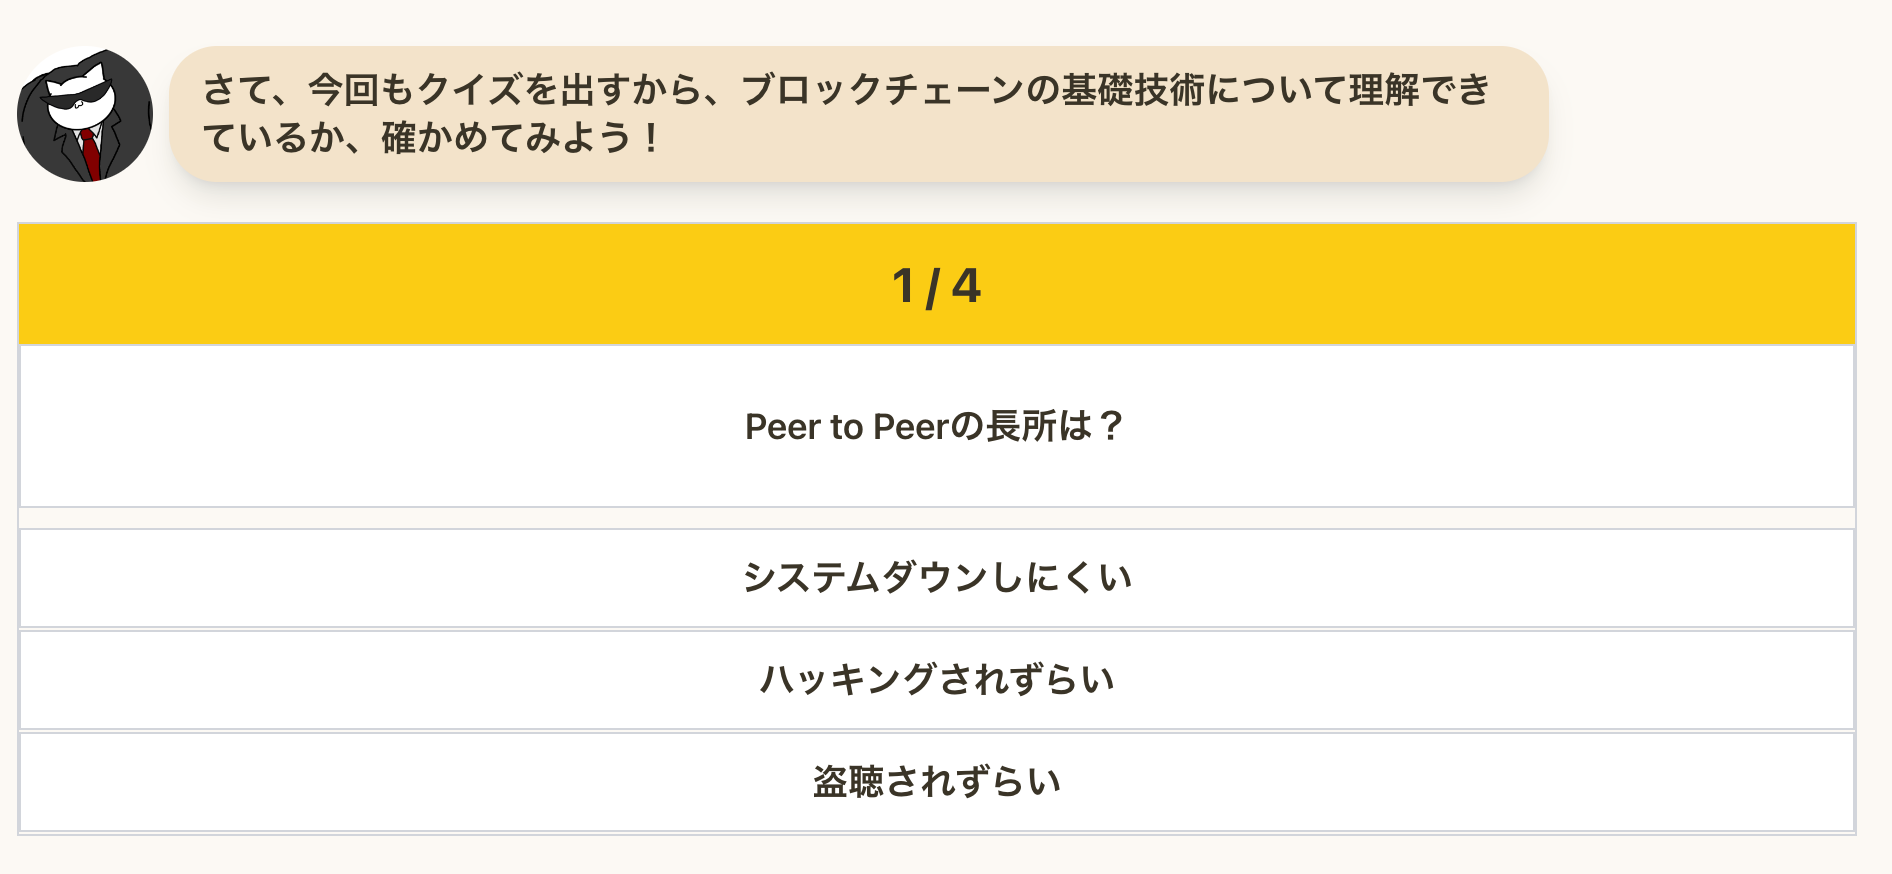 さて、今回もクイズを出すから、ブロックチェーンの基礎技術について理解でき
ているか、確かめてみよう！
1 / 4
Peer to Peerの長所は？
システムダウンしにくい
ハッキングされずらい
盗聴されずらい